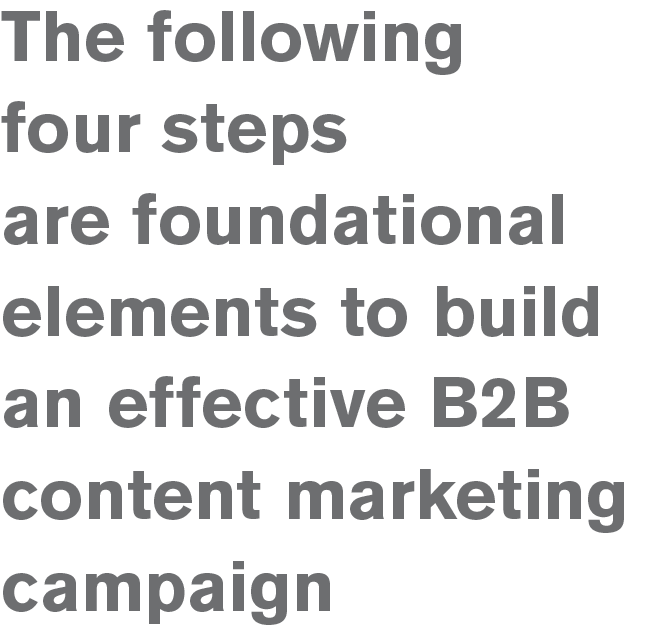 The following
four steps
are foundational
elements to build
an effective B2B
content marketing
campaign